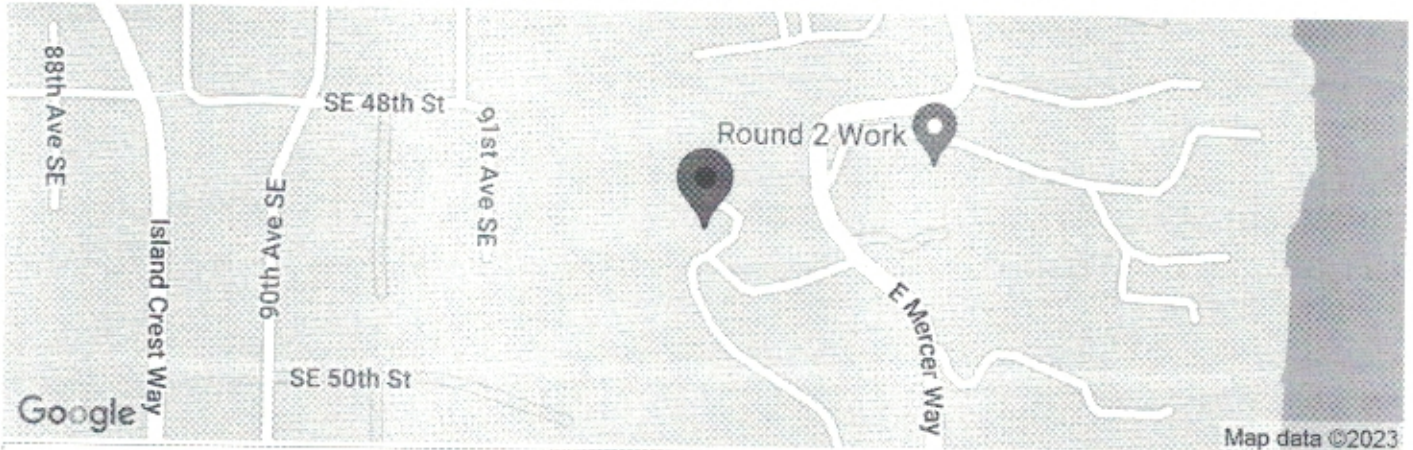 88th Ave SE
Island Crest Way
90th Ave SE
SE 48th St
91st Ave SE
SE 50th St
Round 2 Work
E Mercer Way
Google
Map data ©2023